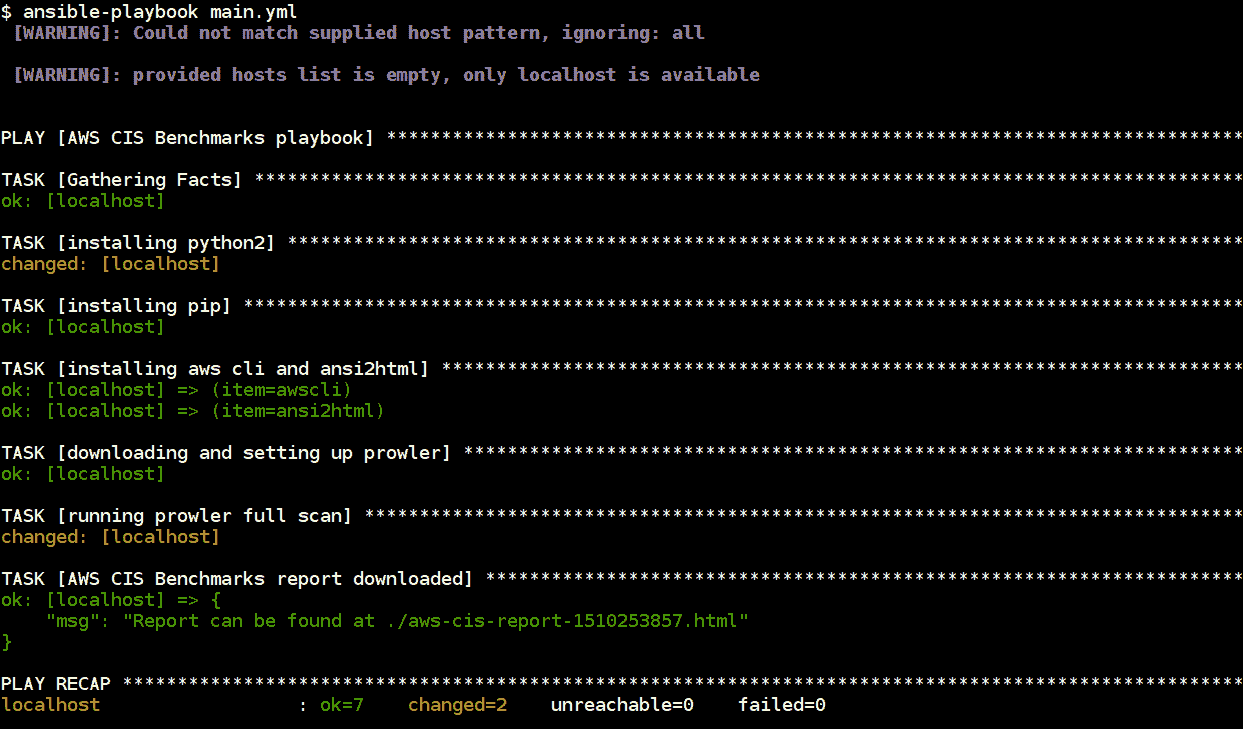 $ ansible-playbook main.yml
 [WARNING]: Could not match supplied host pattern, ignoring: all
 [WARNING]: provided hosts list is empty, only localhost is available
PLAY [AWS CIS Benchmarks playbook] ******************************************************************************
TASK [Gathering Facts] ******************************************************************************************
ok: [localhost]
TASK [installing python2] ***************************************************************************************
changed: [localhost]
TASK [installing pip] *******************************************************************************************
ok: [localhost]
TASK [installing aws cli and ansi2html] *************************************************************************
ok: [localhost] => (item=awscli)
ok: [localhost] => (item=ansi2html)
TASK [downloading and setting up prowler] ***********************************************************************
ok: [localhost]
TASK [running prowler full scan] ********************************************************************************
changed: [localhost]
TASK [AWS CIS Benchmarks report downloaded] *********************************************************************
ok: [localhost] => {
    "msg": "Report can be found at ./aws-cis-report-1510253857.html"
}
PLAY RECAP ******************************************************************************************************
localhost                  : ok=7    changed=2    unreachable=0    failed=0